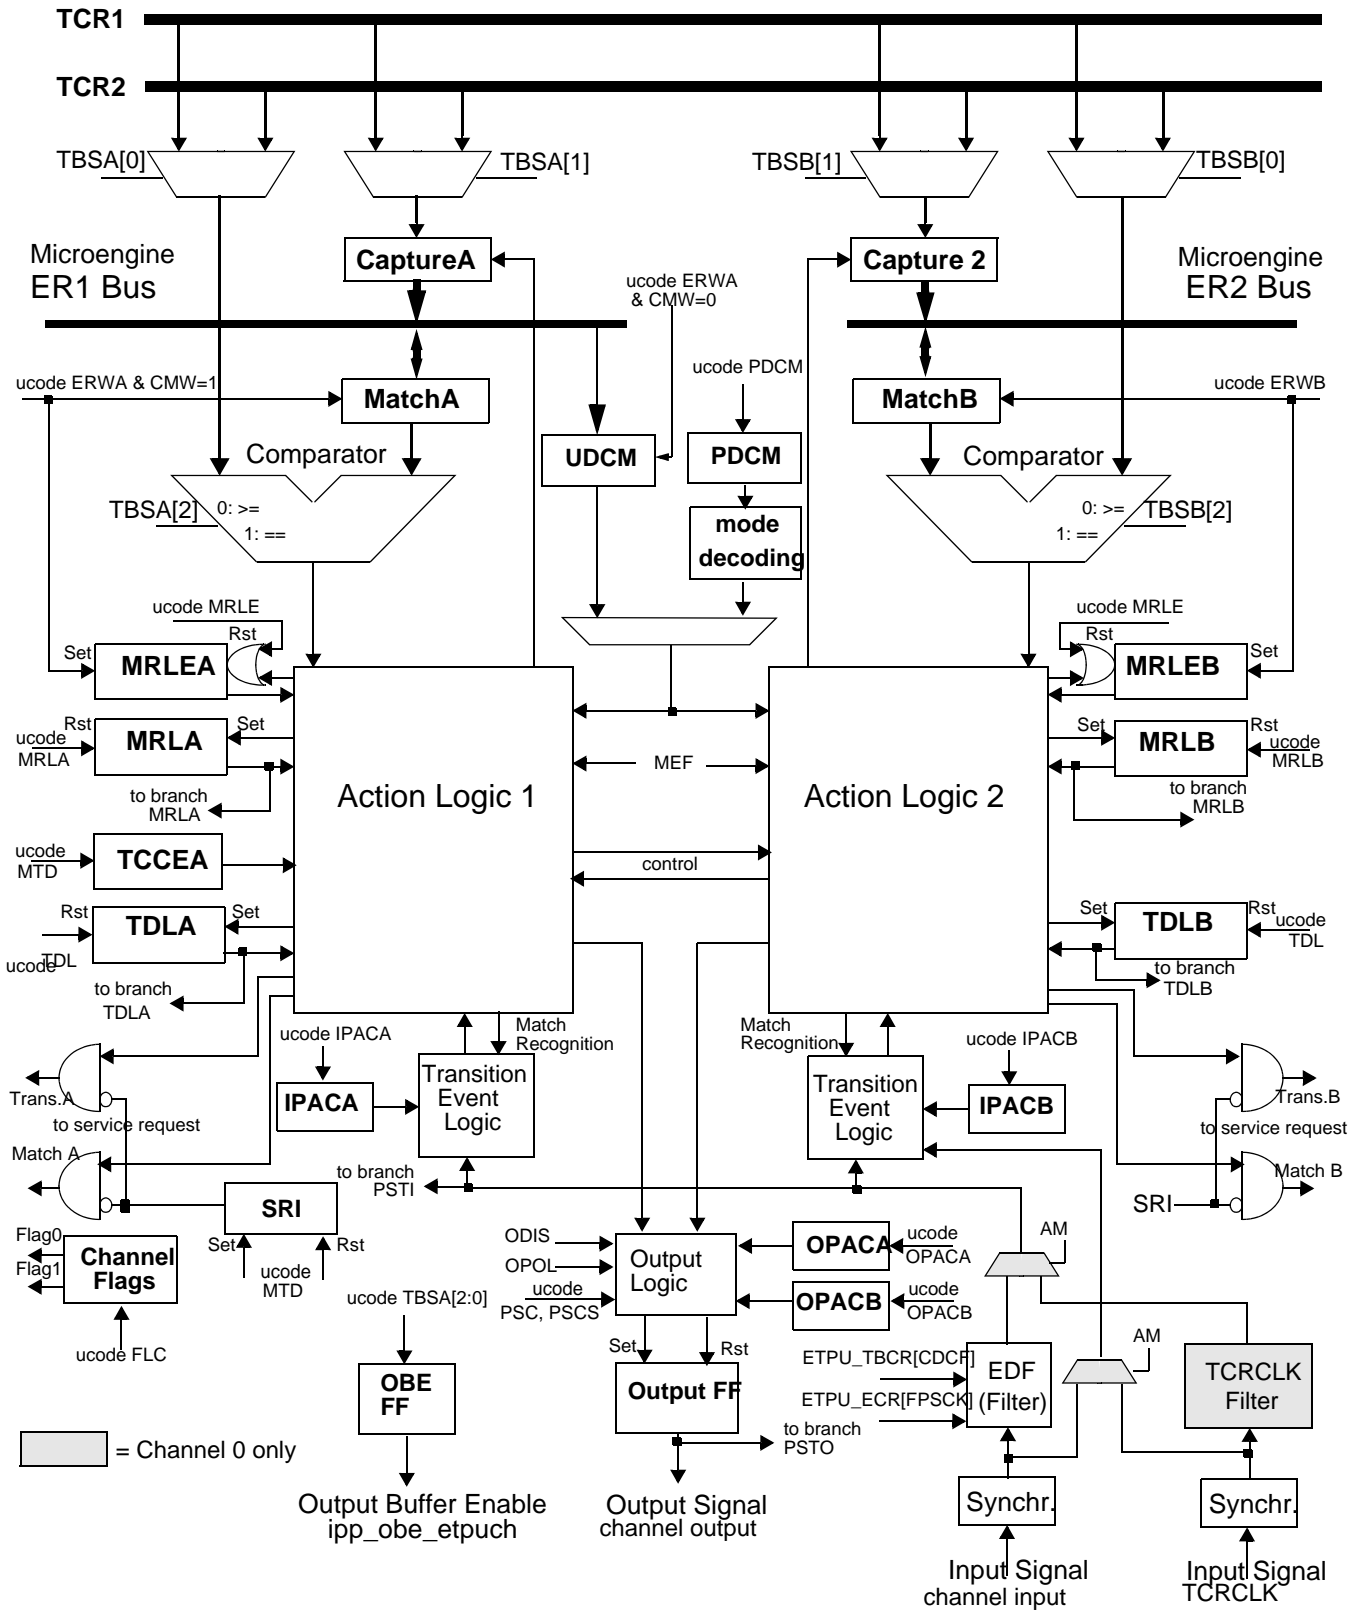 TCR1
TCR2
TBSA[0]
TBSA[1]
TBSB[1]
TBSB[0]
Microengine
ER1 Bus
CaptureA
Capture 2
Microengine
ER2 Bus
ucode ERWA
& CMW=0
ucode ERWA & CMW=1
MatchA
ucode PDCM
MatchB
ucode ERWB
Comparator
UDCM
PDCM
Comparator
TBSA[2]
0: >=
1: ==
mode
decoding
0: >=
1: ==
TBSB[2]
ucode MRLE
Rst
Set
MRLEA
ucode MRLE
Rst
MRLEB
Set
Rst
ucode
MRLA
MRLA
Set
to branch
MRLA
Action Logic 1
MEF
Action Logic 2
Set
MRLB
Rst
ucode
MRLB
to branch
MRLB
ucode
MTD
TCCEA
control
Rst
TDLA
Set
ucode
TDL
to branch
TDLA
Set
TDLB
Rst
ucode
TDL
to branch
TDLB
ucode IPACA
Match
Recognition
Match
Recognition
ucode IPACB
Trans.A
IPACA
Transition
Event
Logic
Transition
Event
Logic
IPACB
Trans.B
to service request
to service request
Match A
to branch
PSTI
Match B
SRI
SRI
Set
Rst
ucode
MTD
Flag0
Flag1
Channel
Flags
ucode FLC
ODIS
OPOL
ucode
PSC, PSCS
Output
Logic
OPACA
ucode
OPACA
OPACB
ucode
OPACB
AM
ucode TBSA[2:0]
Set
Rst
OBE
FF
Output FF
to branch
PSTO
ETPU_TBCR[CDCF]
ETPU_ECR[FPSCK]
EDF
(Filter)
AM
TCRCLK
Filter
= Channel 0 only
Output Buffer Enable
ipp_obe_etpuch
Output Signal
channel output
Synchr.
Synchr.
Input Signal
channel input
Input Signal
TCRCLK